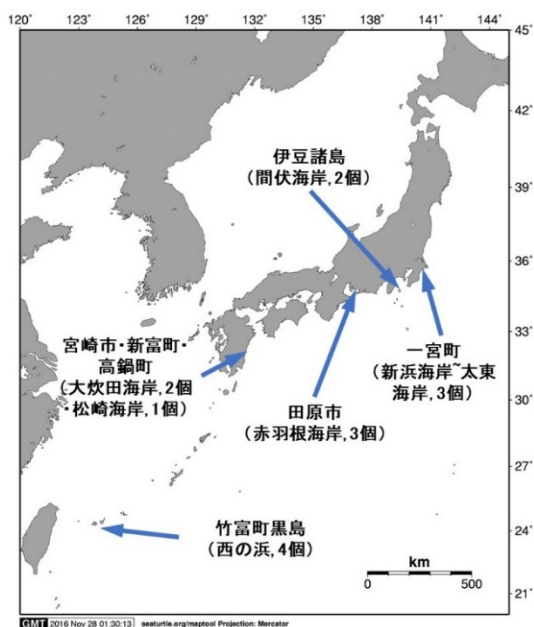 120° 123° 126° 129° 132° 135° 138° 141° 144°
45°
42°
39°
36°
33°
30°
27°
24°
21°
伊豆諸島
(間伏海岸,2個)
宮崎市・新富町・
高鍋町
(大炊田海岸,2個
・松崎海岸,1個)
一宮町
(新浜海岸~太東
海岸,3個)
田原市
(赤羽根海岸,3個)
竹富町黒島
(西の浜,4個)
km
0 500
GMT 2016 Nov 28 01:30:13 seaturtle.org/maptool Projection: Mercator